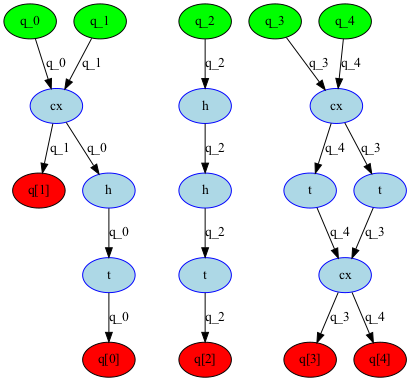 q_0 q_1 q_2 q_3 q_4
q_0 q_1 q_2 q_3 q_4
cx h cx
q_1 q_0 q_2 q_4 q_3
q[1] h h t t
q_0 q_2 q_4 q_3
t t cx
q_0 q_2 q_3 q_4
q[0] q[2] q[3] q[4]